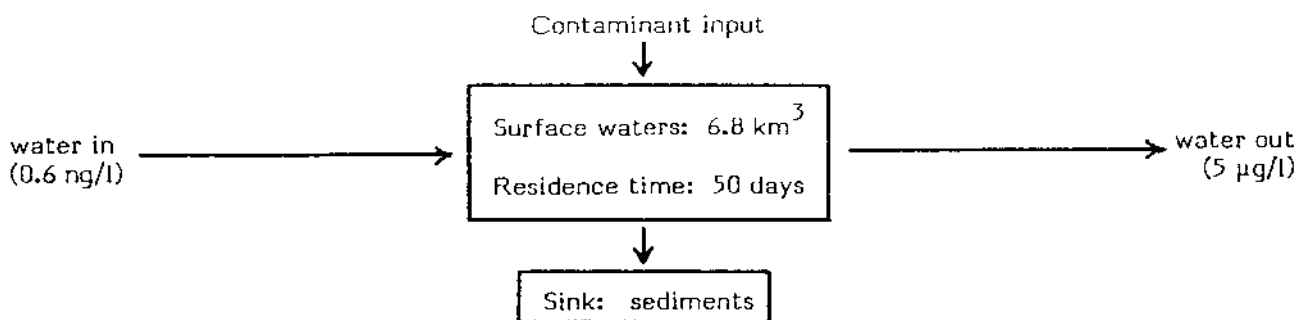 Contaminant input
Surface waters: 6.8 km³
water in
(0.6 ng/l)
water out
(5 µg/l)
Residence time: 50 days
Sink: sediments